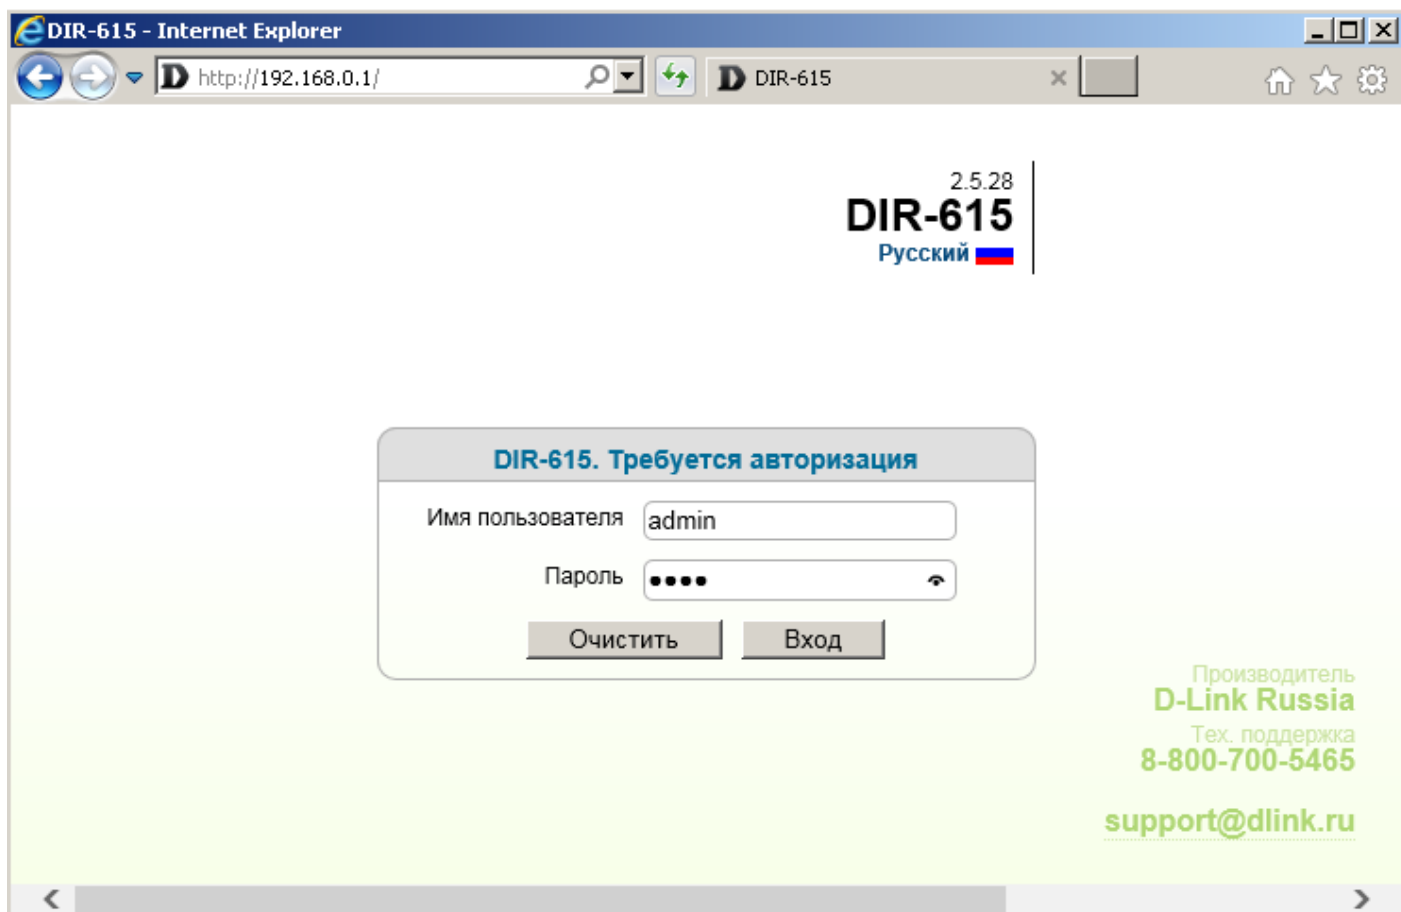 DIR-615 - Internet Explorer
http://192.168.0.1/
DIR-615
2.5.28
DIR-615
Русский
DIR-615. Требуется авторизация
Имя пользователя
admin
Пароль
••••
Очистить
Вход
Производитель
D-Link Russia
Тех. поддержка
8-800-700-5465
support@dlink.ru